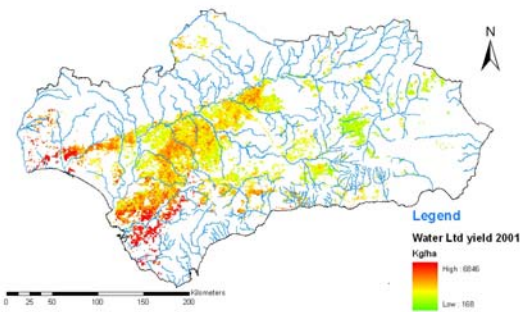 N
Legend
Water Ltd yield 2001
Kg/ha
High : 6846
Low : 168
0 25 50 100 150 200
Kilometers